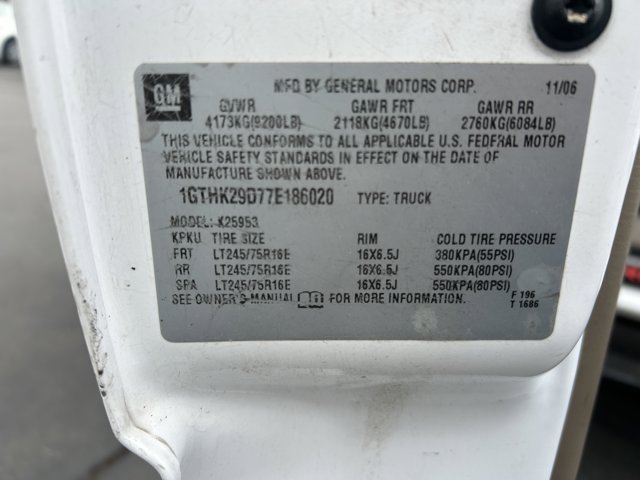 GM
MFD BY GENERAL MOTORS CORP. 11/06
GVWR GAWR FRT GAWR RR
4173KG(9200LB) 2118KG(4670LB) 2760KG(6084LB)
THIS VEHICLE CONFORMS TO ALL APPLICABLE U.S. FEDERAL MOTOR
VEHICLE SAFETY STANDARDS IN EFFECT ON THE DATE OF
MANUFACTURE SHOWN ABOVE.
1GTHK29D77E186020 TYPE: TRUCK
MODEL: K25953
KPKU TIRE SIZE RIM COLD TIRE PRESSURE
FRT LT245/75R16E 16X6.5J 380KPA(55PSI)
RR LT245/75R16E 16X6.5J 550KPA(80PSI)
SPA LT245/75R16E 16X6.5J 550KPA(80PSI)
SEE OWNER'S MANUAL FOR MORE INFORMATION.
F 196
T 1686